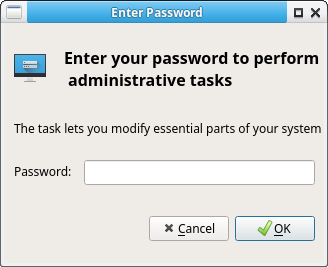 Enter Password
Enter your password to perform
administrative tasks
The task lets you modify essential parts of your system
Password:
Cancel
OK